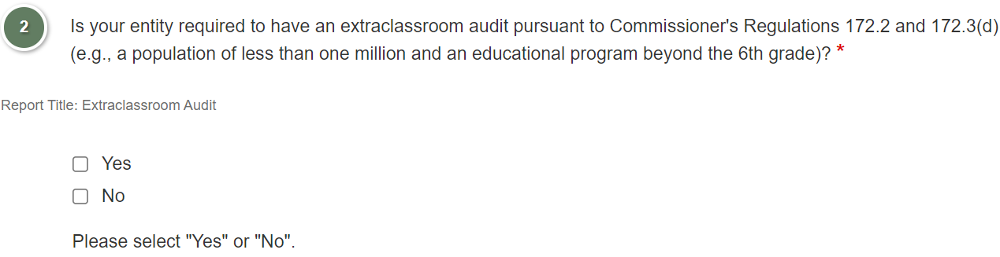 2
Is your entity required to have an extraclassroom audit pursuant to Commissioner's Regulations 172.2 and 172.3(d)
(e.g., a population of less than one million and an educational program beyond the 6th grade)? *
Report Title: Extraclassroom Audit
Yes
No
Please select "Yes" or "No".